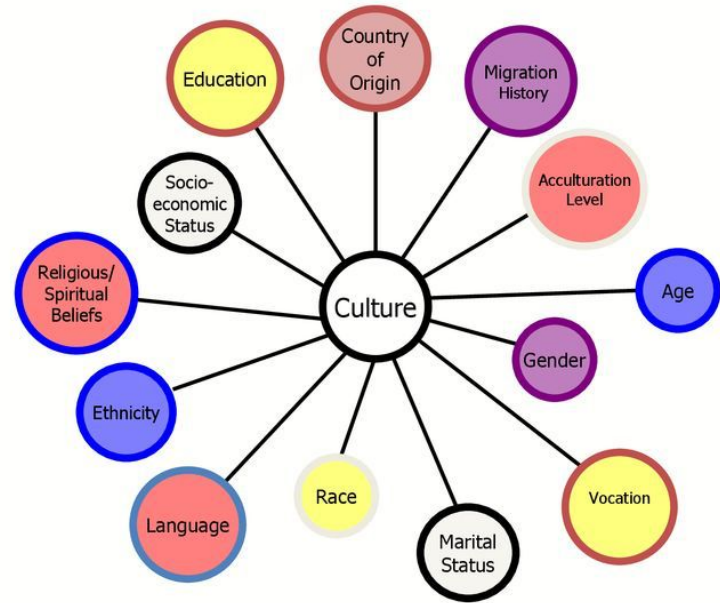 Country
of
Origin
Education
Migration
History
Acculturation
Level
Socio-
economic
Status
Religious/
Spiritual
Beliefs
Age
Culture
Gender
Ethnicity
Language
Race
Vocation
Marital
Status